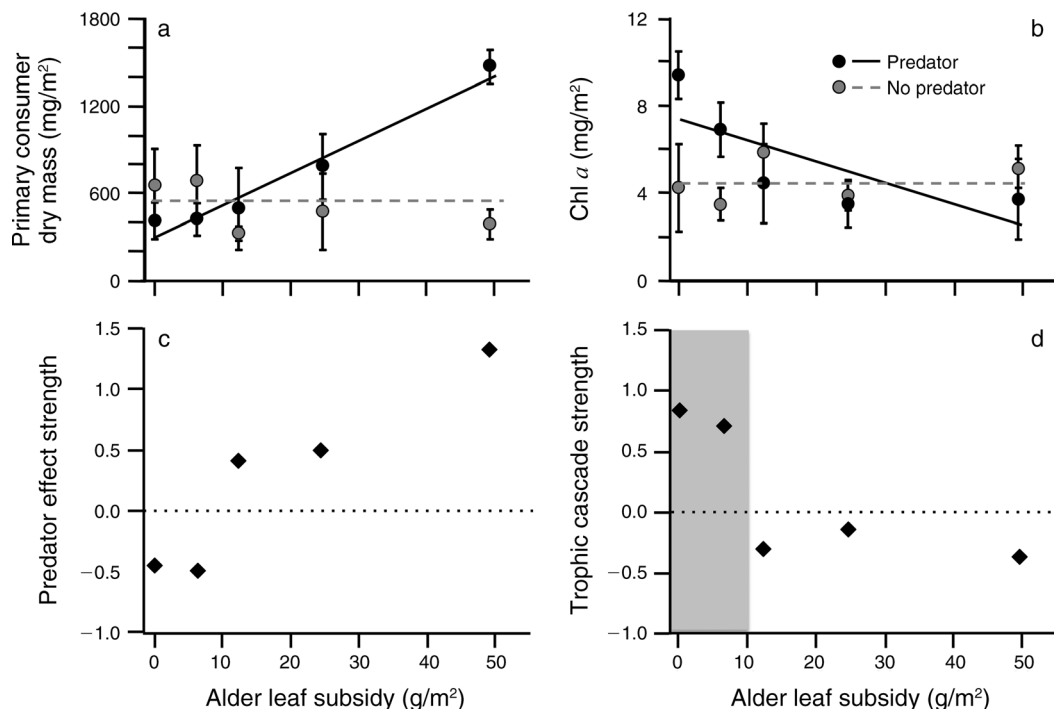 a
Primary consumer
dry mass (mg/m²)
1800
1200
600
0
b
Chl a (mg/m²)
12
8
4
0
Predator
No predator
c
Predator effect strength
1.5
1.0
0.5
0.0
−0.5
−1.0
0 10 20 30 40 50
Alder leaf subsidy (g/m²)
d
Trophic cascade strength
1.5
1.0
0.5
0.0
−0.5
−1.0
0 10 20 30 40 50
Alder leaf subsidy (g/m²)